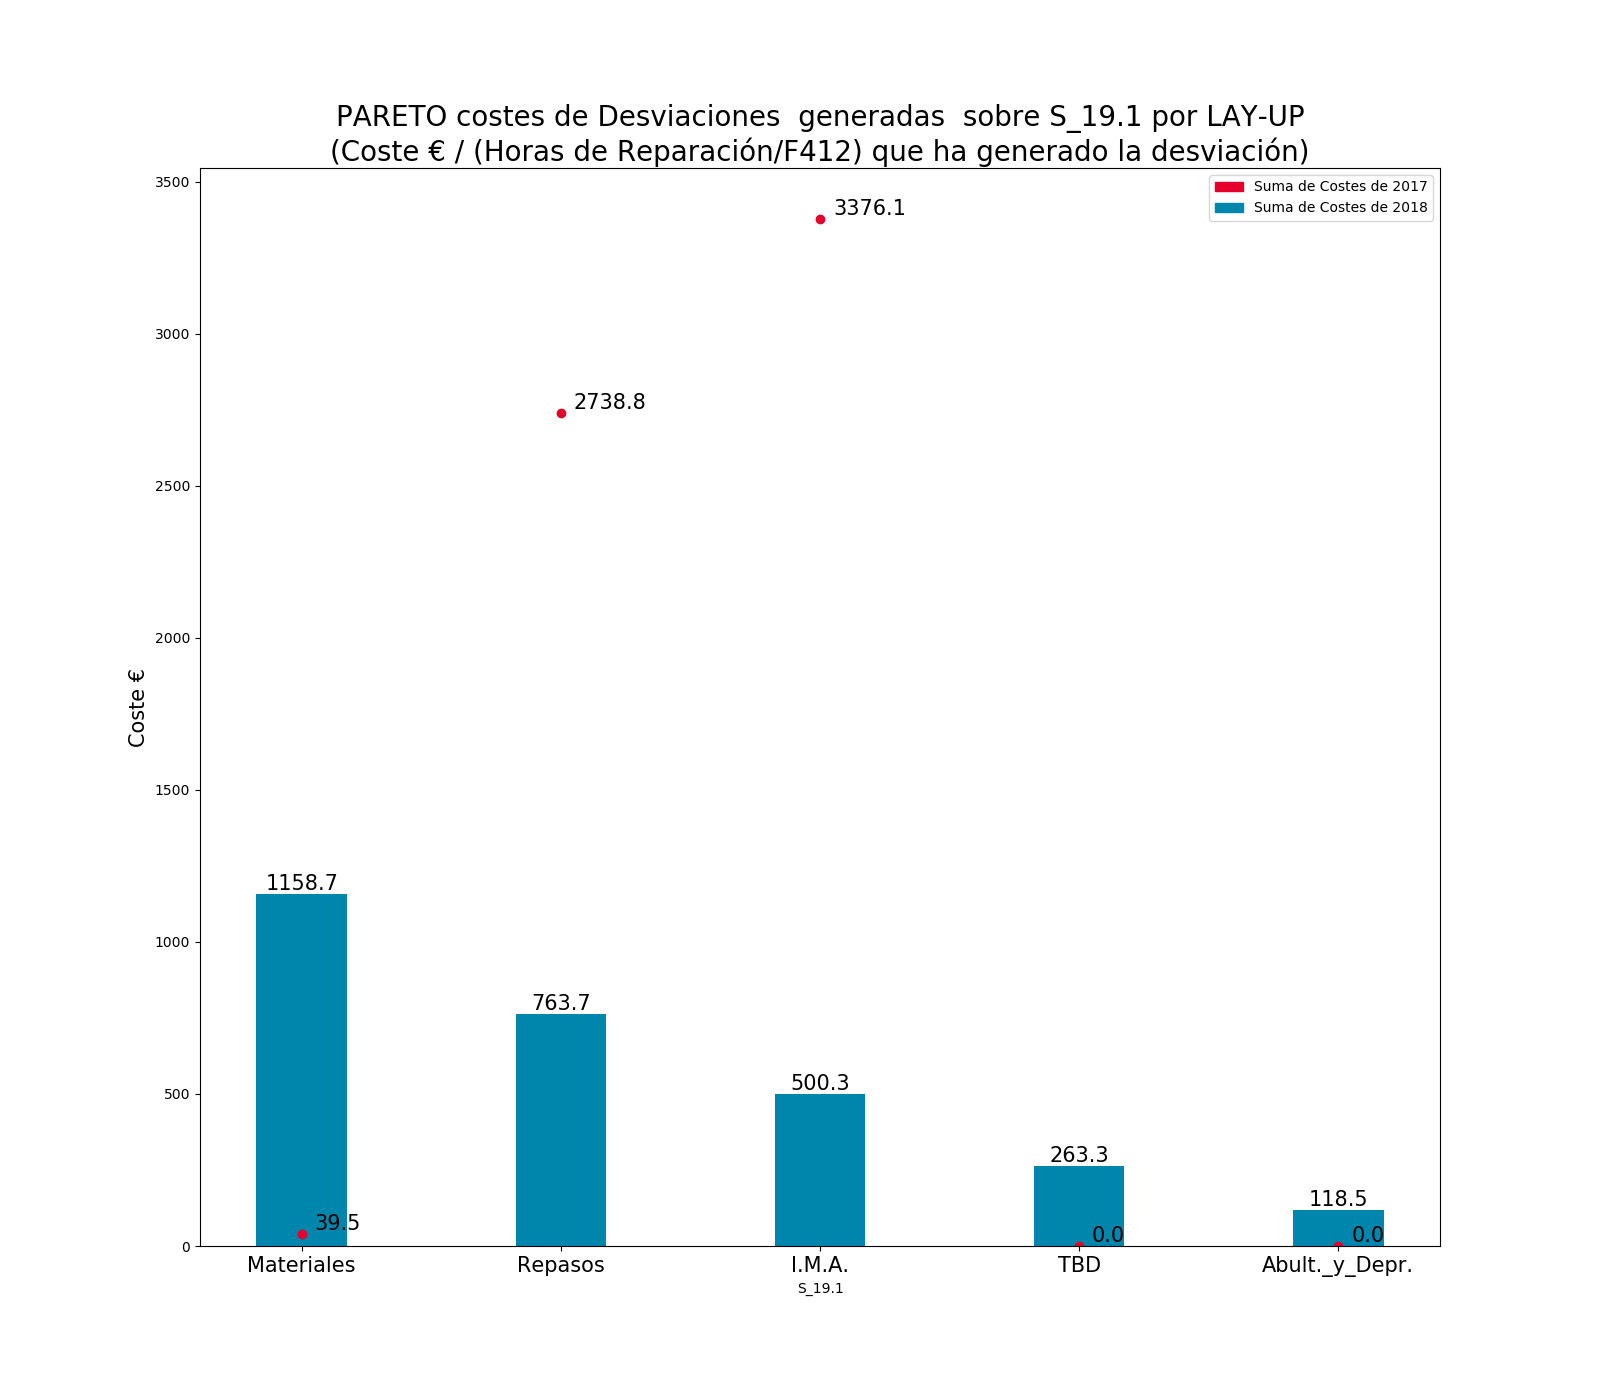 PARETO costes de Desviaciones  generadas  sobre S_19.1 por LAY-UP
(Coste € / (Horas de Reparación/F412) que ha generado la desviación)
Suma de Costes de 2017
Suma de Costes de 2018
3500
3000
2500
2000
1500
1000
500
0
Coste €
3376.1
2738.8
1158.7
763.7
500.3
263.3
118.5
39.5
0.0
0.0
Materiales
Repasos
I.M.A.
TBD
Abult._y_Depr.
S_19.1